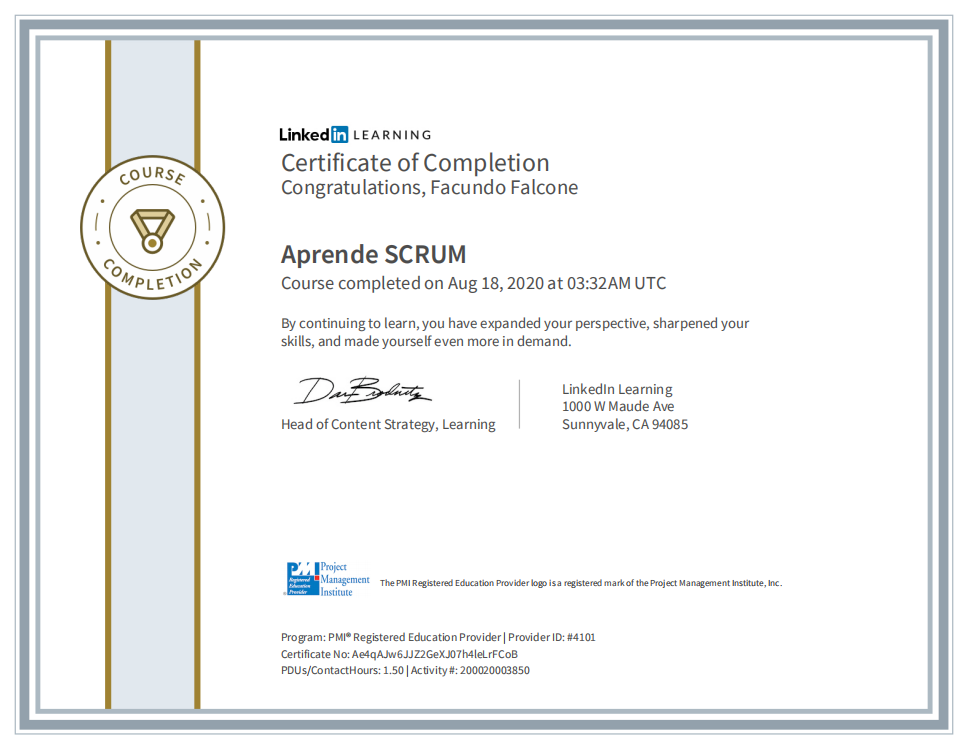 LinkedIn LEARNING
Certificate of Completion
Congratulations, Facundo Falcone
COURSE
COMPLETION
Aprende SCRUM
Course completed on Aug 18, 2020 at 03:32AM UTC
By continuing to learn, you have expanded your perspective, sharpened your
skills, and made yourself even more in demand.
Head of Content Strategy, Learning
LinkedIn Learning
1000 W Maude Ave
Sunnyvale, CA 94085
PMI
Registered
Education
Provider
Project
Management
Institute
The PMI Registered Education Provider logo is a registered mark of the Project Management Institute, Inc.
Program: PMI® Registered Education Provider | Provider ID: #4101
Certificate No: Ae4qAJw6JJZ2GeXJ07h4leLrFCoB
PDUs/ContactHours: 1.50 | Activity #: 200020003850